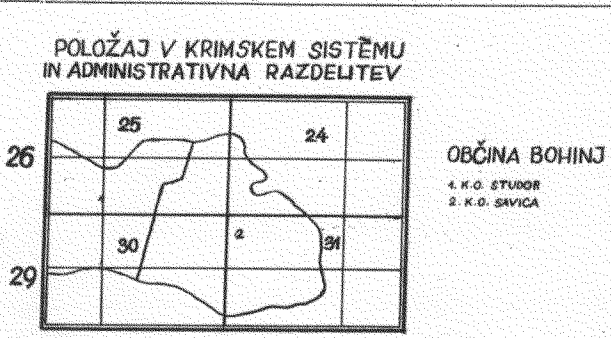 POLOŽAJ V KRIMSKEM SISTEMU
IN ADMINISTRATIVNA RAZDELITEV
25
24
26
OBČINA BOHINJ
1. K.O. STUDOR
2. K.O. SAVICA
1
2
30
31
29